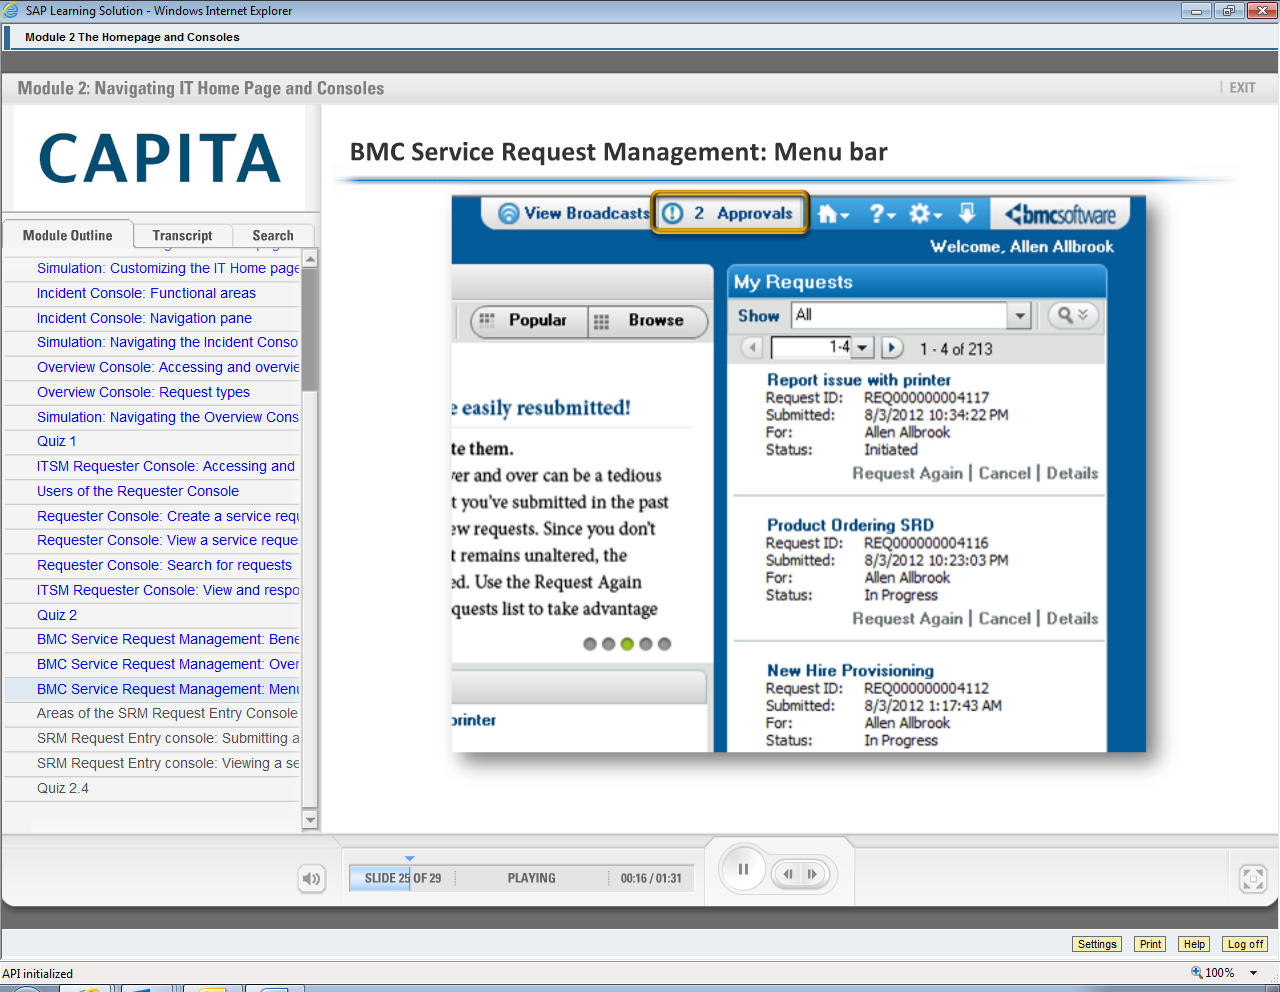 SAP Learning Solution - Windows Internet Explorer
Module 2 The Homepage and Consoles
Module 2: Navigating IT Home Page and Consoles
EXIT
CAPITA
Module Outline
Transcript
Search
Simulation: Customizing the IT Home page
Incident Console: Functional areas
Incident Console: Navigation pane
Simulation: Navigating the Incident Conso
Overview Console: Accessing and overvie
Overview Console: Request types
Simulation: Navigating the Overview Cons
Quiz 1
ITSM Requester Console: Accessing and
Users of the Requester Console
Requester Console: Create a service requ
Requester Console: View a service reque
Requester Console: Search for requests
ITSM Requester Console: View and respo
Quiz 2
BMC Service Request Management: Bene
BMC Service Request Management: Over
BMC Service Request Management: Menu
Areas of the SRM Request Entry Console
SRM Request Entry console: Submitting a
SRM Request Entry console: Viewing a se
Quiz 2.4
BMC Service Request Management: Menu bar
View Broadcasts
2 Approvals
bmcsoftware
Welcome, Allen Allbrook
Popular
Browse
e easily resubmitted!
te them.
ver and over can be a tedious
t you've submitted in the past
ew requests. Since you don't
t remains unaltered, the
ed. Use the Request Again
quests list to take advantage
printer
My Requests
Show All
1-4
1 - 4 of 213
Report issue with printer
Request ID: REQ000000004117
Submitted: 8/3/2012 10:34:22 PM
For: Allen Allbrook
Status: Initiated
Request Again | Cancel | Details
Product Ordering SRD
Request ID: REQ000000004116
Submitted: 8/3/2012 10:23:03 PM
For: Allen Allbrook
Status: In Progress
Request Again | Cancel | Details
New Hire Provisioning
Request ID: REQ000000004112
Submitted: 8/3/2012 1:17:43 AM
For: Allen Allbrook
Status: In Progress
SLIDE 25 OF 29
PLAYING
00:16 / 01:31
Settings
Print
Help
Log off
API initialized
100%